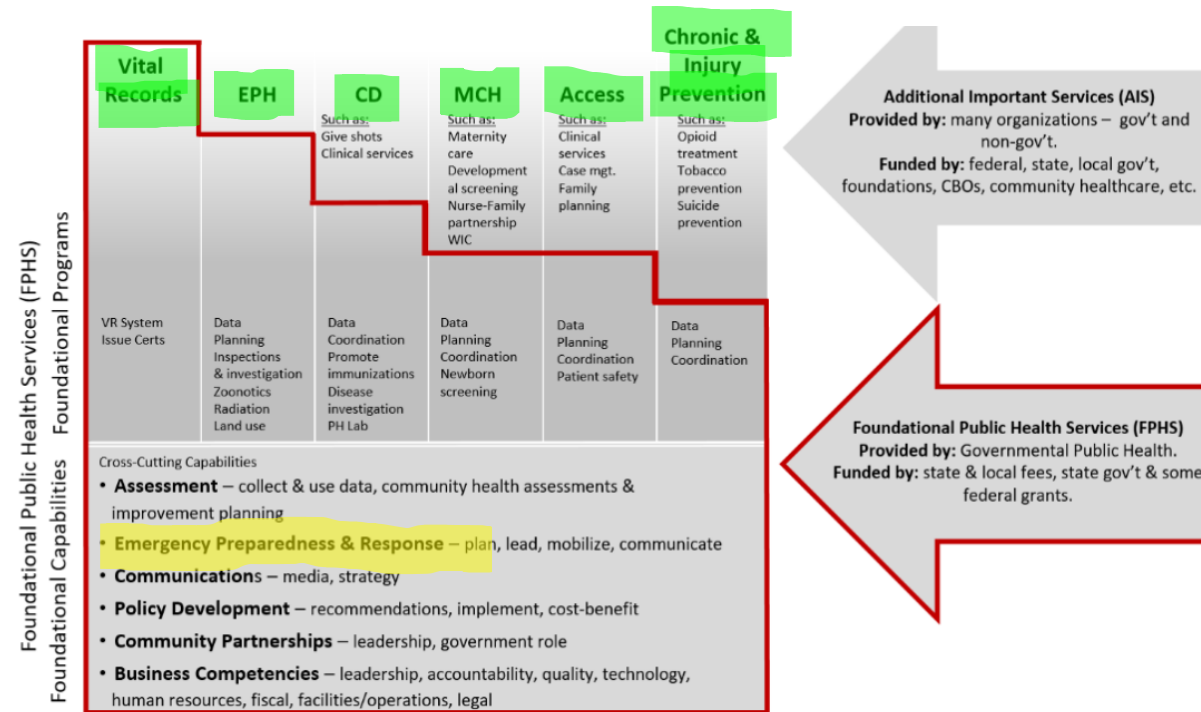 Foundational Public Health Services (FPHS)
Foundational Programs
Foundational Capabilities
Vital
Records
EPH
CD
Such as:
Give shots
Clinical services
MCH
Such as:
Maternity
care
Development
al screening
Nurse-Family
partnership
WIC
Access
Such as:
Clinical
services
Case mgt.
Family
planning
Chronic &
Injury
Prevention
Such as:
Opioid
treatment
Tobacco
prevention
Suicide
prevention
VR System
Issue Certs
Data
Planning
Inspections
& investigation
Zoonotics
Radiation
Land use
Data
Coordination
Promote
immunizations
Disease
investigation
PH Lab
Data
Planning
Coordination
Newborn
screening
Data
Planning
Coordination
Patient safety
Data
Planning
Coordination
Cross-Cutting Capabilities
• Assessment – collect & use data, community health assessments &
improvement planning
• Emergency Preparedness & Response – plan, lead, mobilize, communicate
• Communications – media, strategy
• Policy Development – recommendations, implement, cost-benefit
• Community Partnerships – leadership, government role
• Business Competencies – leadership, accountability, quality, technology,
human resources, fiscal, facilities/operations, legal
Additional Important Services (AIS)
Provided by: many organizations – gov't and
non-gov't.
Funded by: federal, state, local gov't,
foundations, CBOs, community healthcare, etc.
Foundational Public Health Services (FPHS)
Provided by: Governmental Public Health.
Funded by: state & local fees, state gov't & some
federal grants.